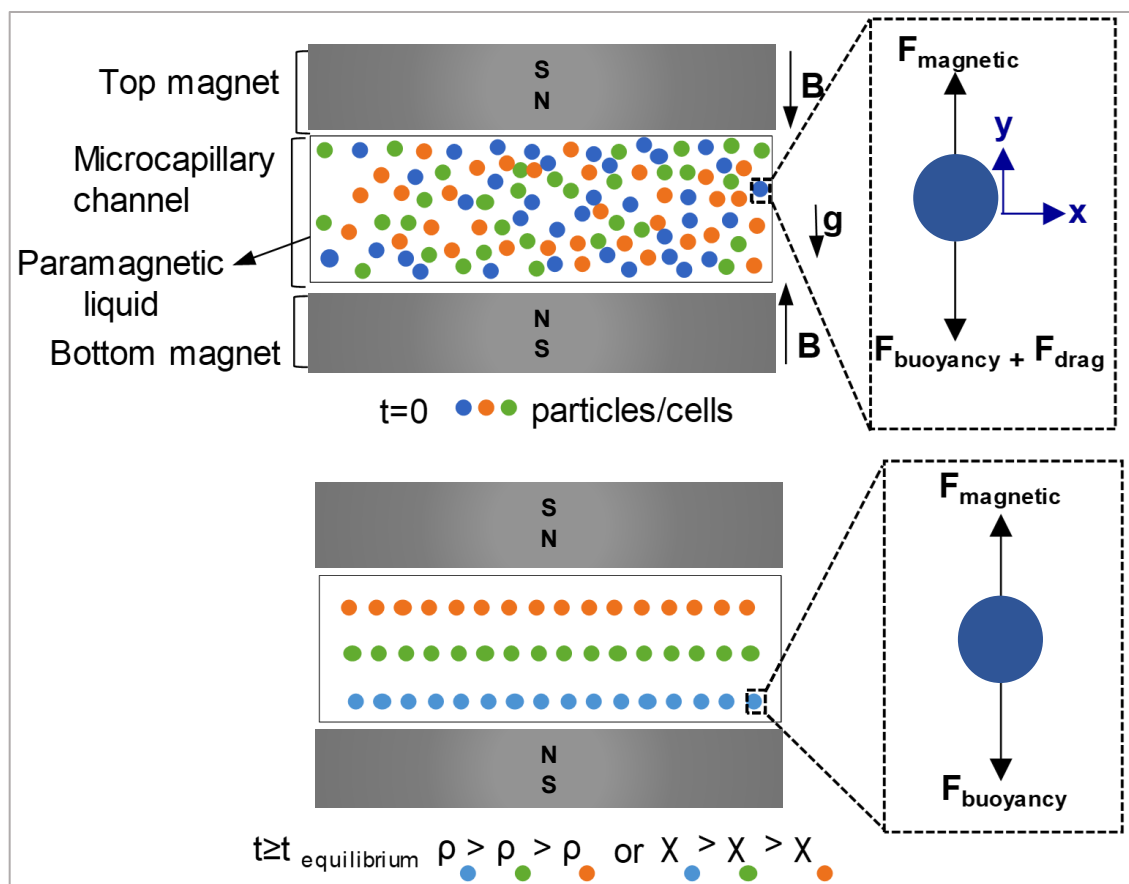 Top magnet
S
N
B
Microcapillary
channel
g
Paramagnetic
liquid
Bottom magnet
N
S
B
t=0 particles/cells
F magnetic
y
x
F buoyancy + F drag
S
N
N
S
F magnetic
F buoyancy
t≥t equilibrium ρ > ρ > ρ or χ > χ > χ